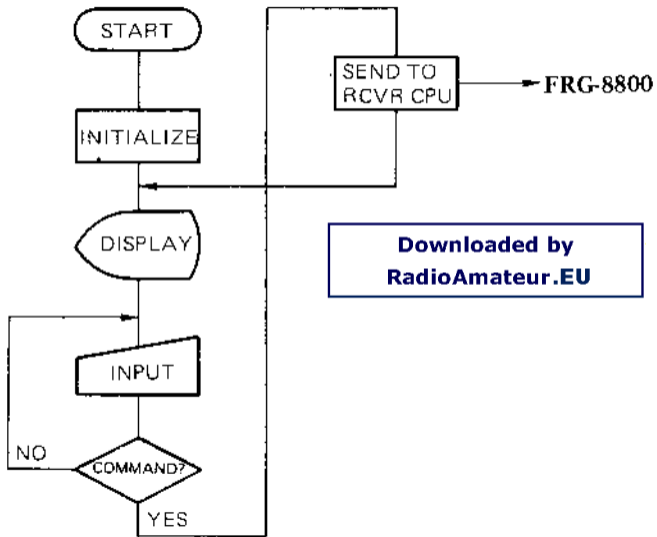 START
SEND TO
RCVR CPU
FRG-8800
INITIALIZE
DISPLAY
Downloaded by
RadioAmateur.EU
INPUT
NO
COMMAND?
YES